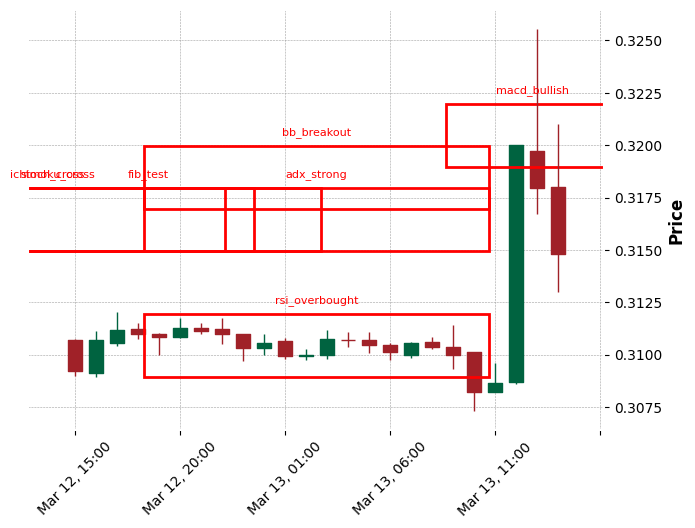 0.3250
0.3225
0.3200
0.3175
0.3150
0.3125
0.3100
0.3075
Price
macd_bullish
bb_breakout
fib_test
adx_strong
rsi_overbought
Mar 12, 15:00
Mar 12, 20:00
Mar 13, 01:00
Mar 13, 06:00
Mar 13, 11:00